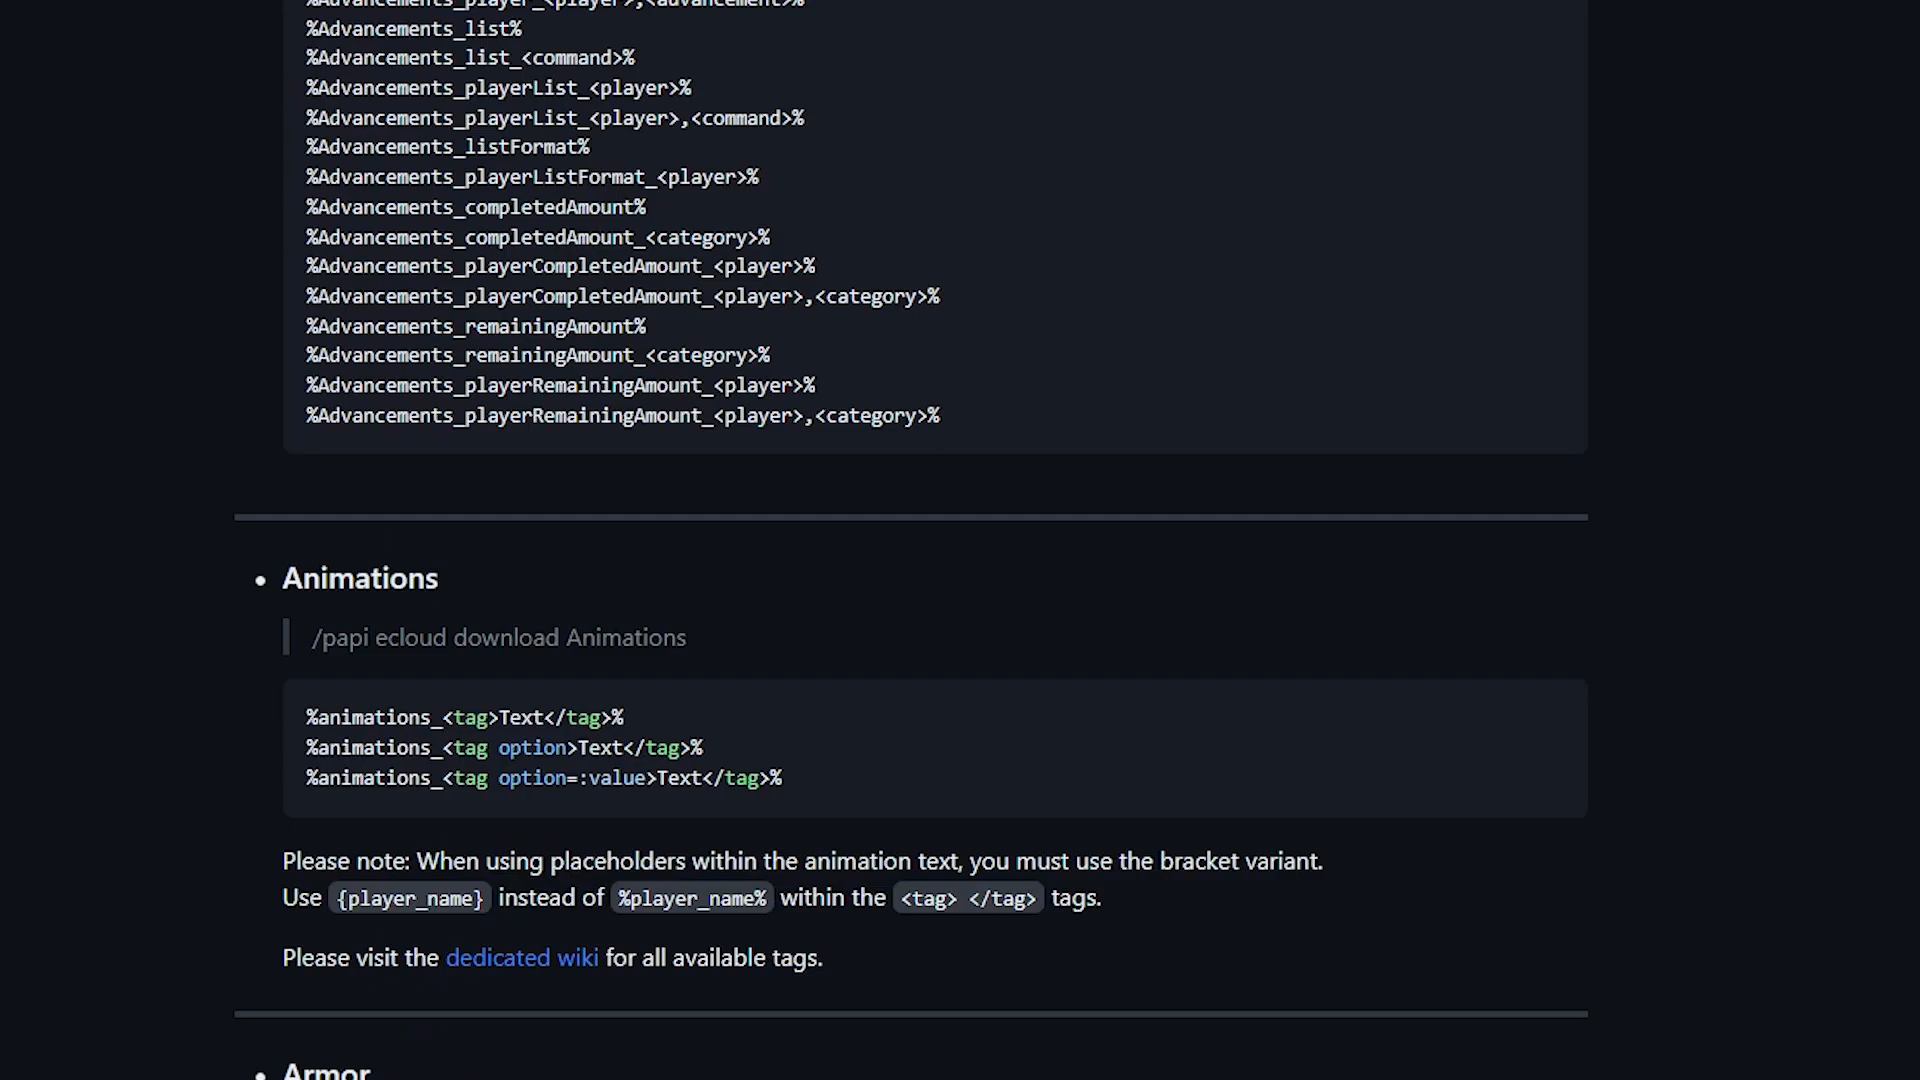 %Advancements_player_<player>,<advancement>%
%Advancements_list%
%Advancements_list_<command>%
%Advancements_playerList_<player>%
%Advancements_playerList_<player>,<command>%
%Advancements_listFormat%
%Advancements_playerListFormat_<player>%
%Advancements_completedAmount%
%Advancements_completedAmount_<category>%
%Advancements_playerCompletedAmount_<player>%
%Advancements_playerCompletedAmount_<player>,<category>%
%Advancements_remainingAmount%
%Advancements_remainingAmount_<category>%
%Advancements_playerRemainingAmount_<player>%
%Advancements_playerRemainingAmount_<player>,<category>%
• Animations
/papi ecloud download Animations
%animations_<tag>Text</tag>%
%animations_<tag option>Text</tag>%
%animations_<tag option=:value>Text</tag>%
Please note: When using placeholders within the animation text, you must use the bracket variant.
Use {player_name} instead of %player_name% within the <tag> </tag> tags.
Please visit the dedicated wiki for all available tags.
• Armor